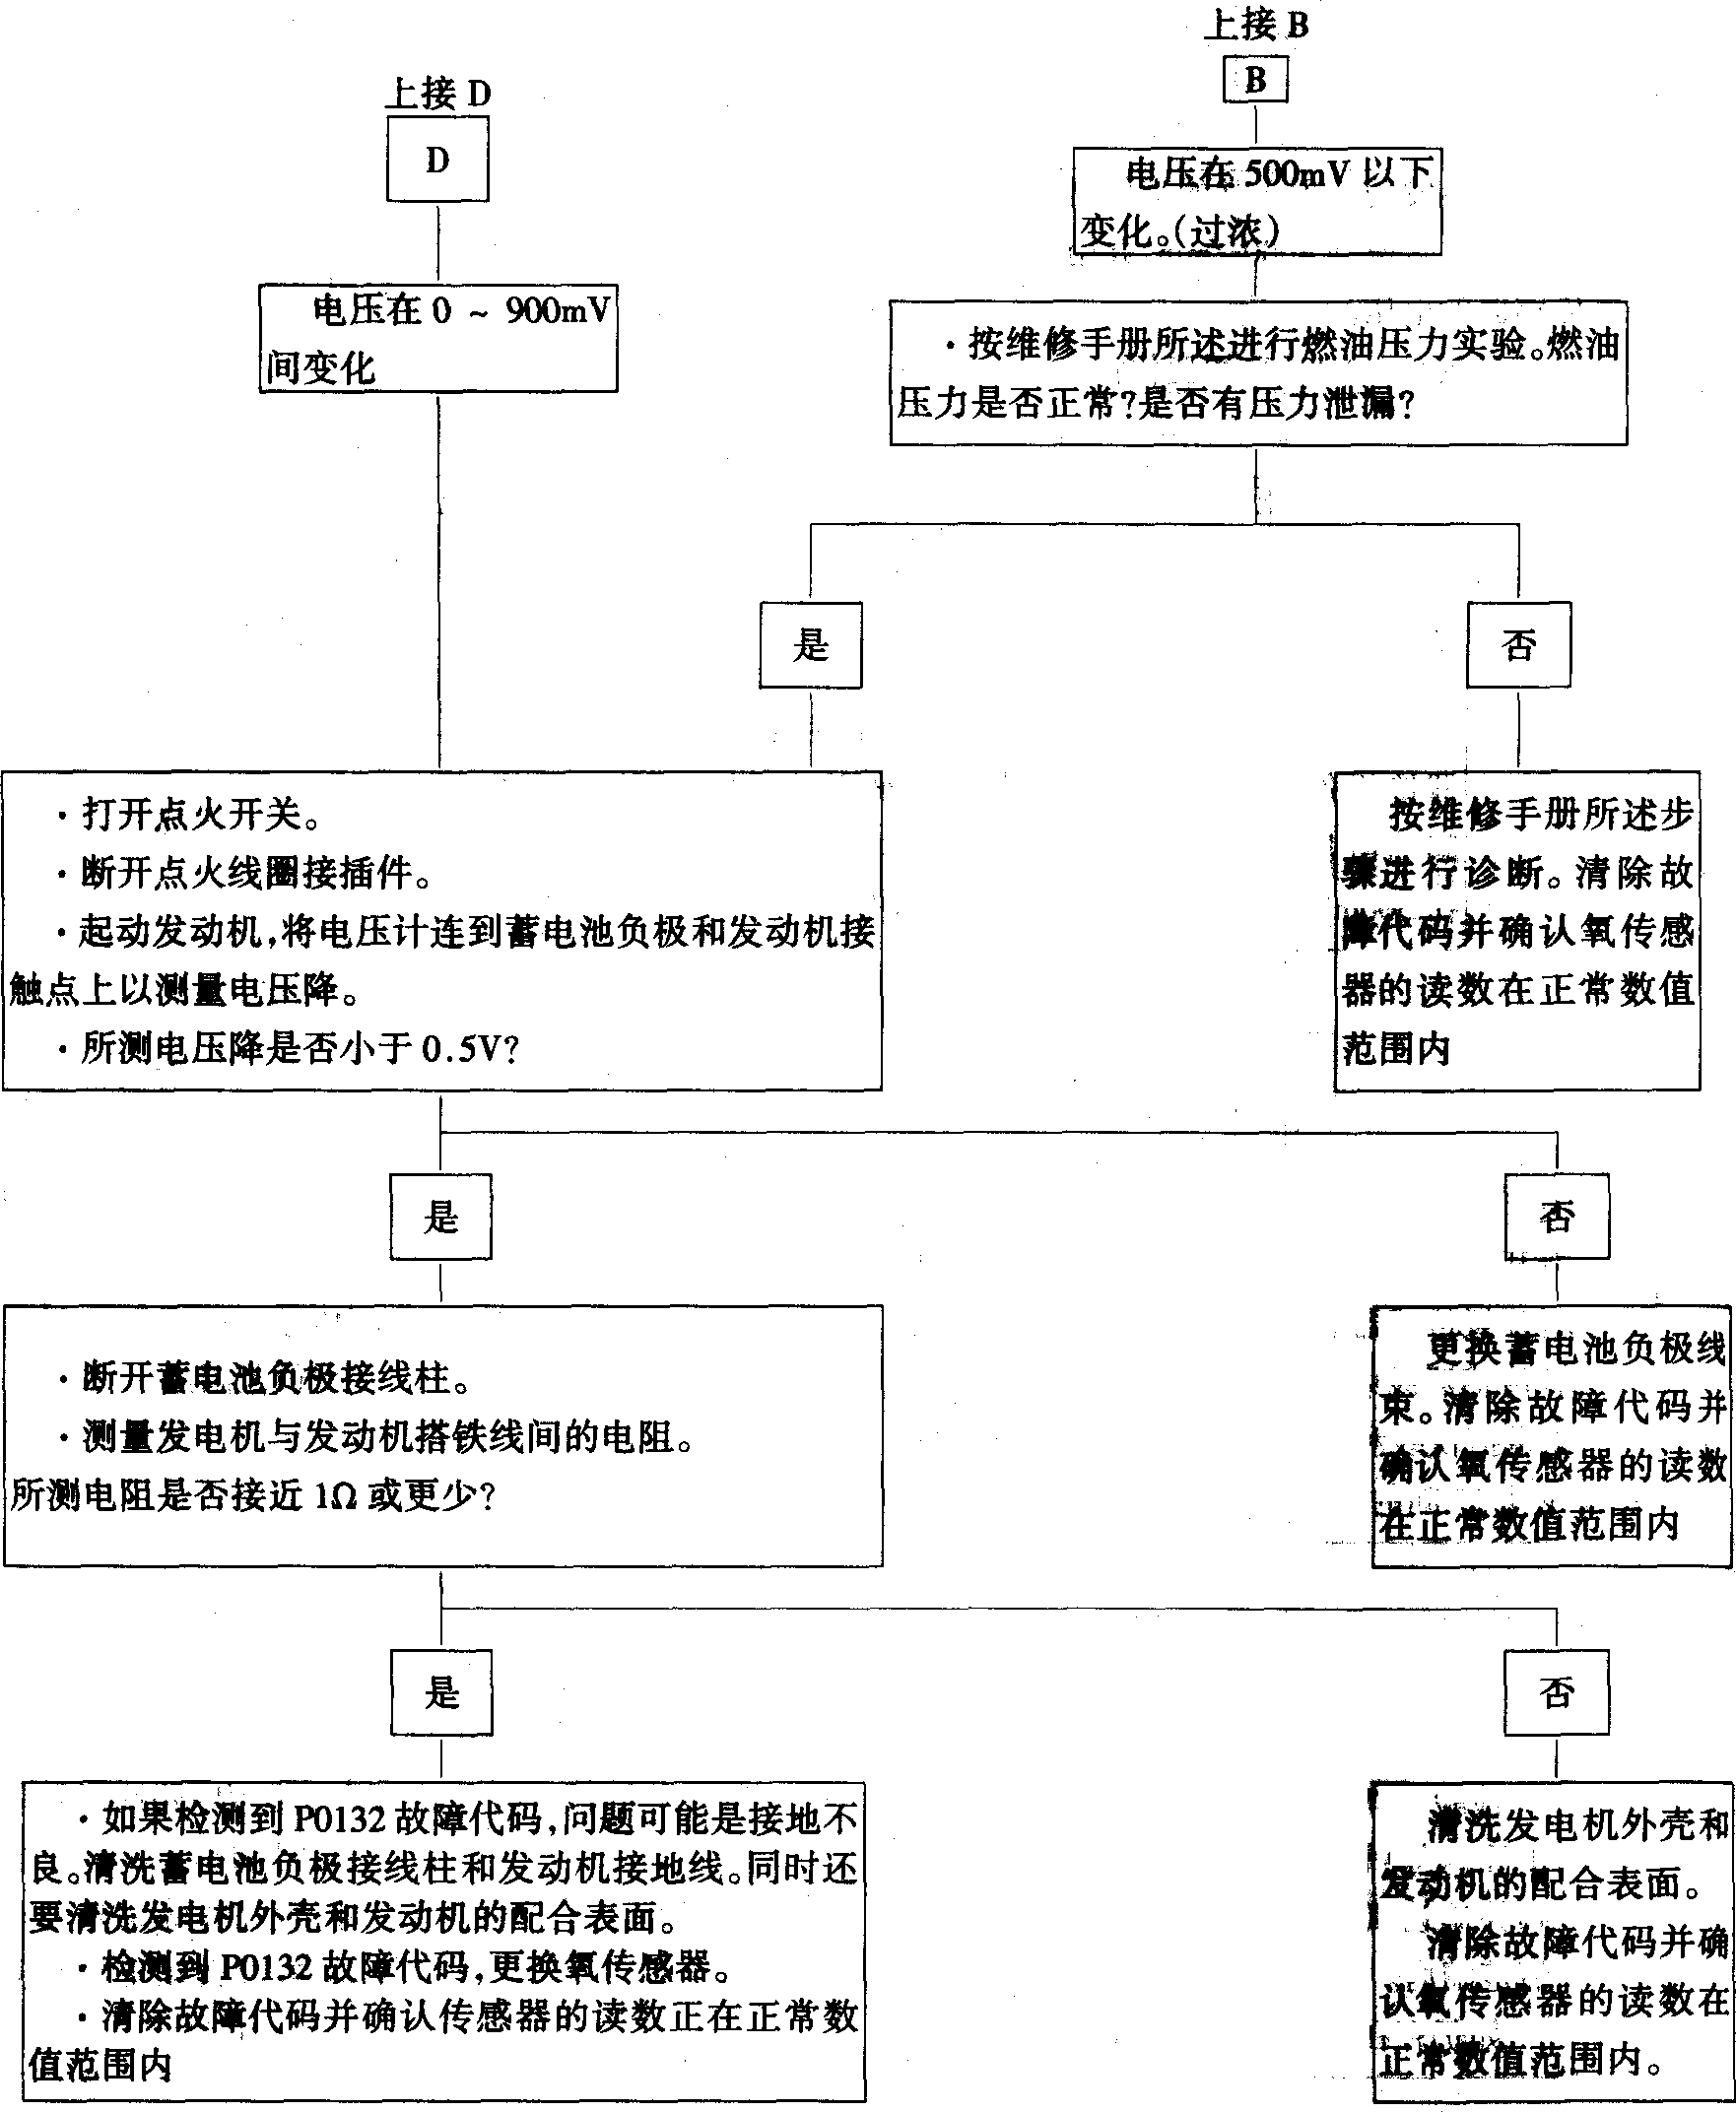 上接 D
D
电压在 0 ~ 900mV
间变化
上接 B
B
电压在 500mV 以下
变化。(过浓)
·按维修手册所述进行燃油压力实验。燃油
压力是否正常?是否有压力泄漏?
是
否
·打开点火开关。
·断开点火线圈接插件。
·起动发动机,将电压计连到蓄电池负极和发动机接
触点上以测量电压降。
·所测电压降是否小于 0.5V?
按维修手册所述步
骤进行诊断。清除故
障代码并确认氧传感
器的读数在正常数值
范围内
是
否
·断开蓄电池负极接线柱。
·测量发电机与发动机搭铁线间的电阻。
所测电阻是否接近 1Ω 或更少?
更换蓄电池负极线
束。清除故障代码并
确认氧传感器的读数
在正常数值范围内
是
否
·如果检测到 P0132 故障代码,问题可能是接地不
良。清洗蓄电池负极接线柱和发动机接地线。同时还
要清洗发电机外壳和发动机的配合表面。
·检测到 P0132 故障代码,更换氧传感器。
·清除故障代码并确认传感器的读数正在正常数
值范围内
清洗发电机外壳和
发动机的配合表面。
清除故障代码并确
认氧传感器的读数在
正常数值范围内。